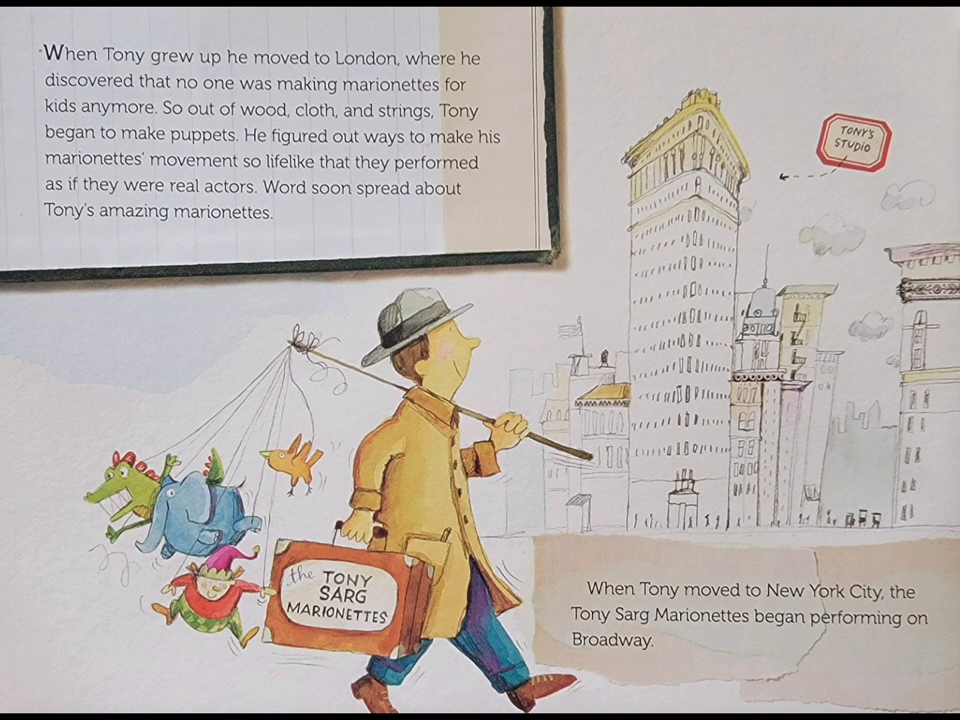 When Tony grew up he moved to London, where he
discovered that no one was making marionettes for
kids anymore. So out of wood, cloth, and strings, Tony
began to make puppets. He figured out ways to make his
marionettes' movement so lifelike that they performed
as if they were real actors. Word soon spread about
Tony's amazing marionettes.
TONY'S
STUDIO
the TONY
SARG
MARIONETTES
When Tony moved to New York City, the
Tony Sarg Marionettes began performing on
Broadway.